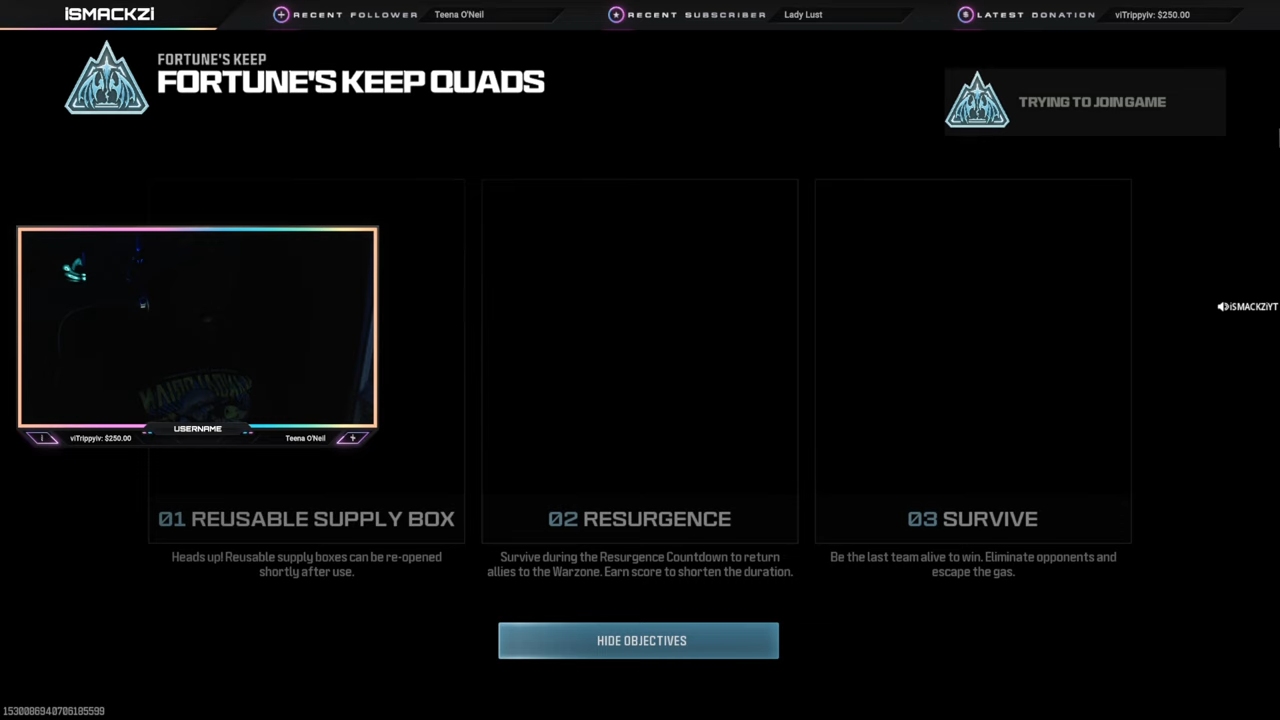 iSMACKZi
RECENT FOLLOWER Teena O'Neil
RECENT SUBSCRIBER Lady Lust
LATEST DONATION viTrippyIv: $250.00
FORTUNE'S KEEP
FORTUNE'S KEEP QUADS
TRYING TO JOIN GAME
iSMACKZiYT
USERNAME
viTrippyIv: $250.00
Teena O'Neil
01 REUSABLE SUPPLY BOX
Heads up! Reusable supply boxes can be re-opened
shortly after use.
02 RESURGENCE
Survive during the Resurgence Countdown to return
allies to the Warzone. Earn score to shorten the duration.
03 SURVIVE
Be the last team alive to win. Eliminate opponents and
escape the gas.
HIDE OBJECTIVES
1530086940706185599